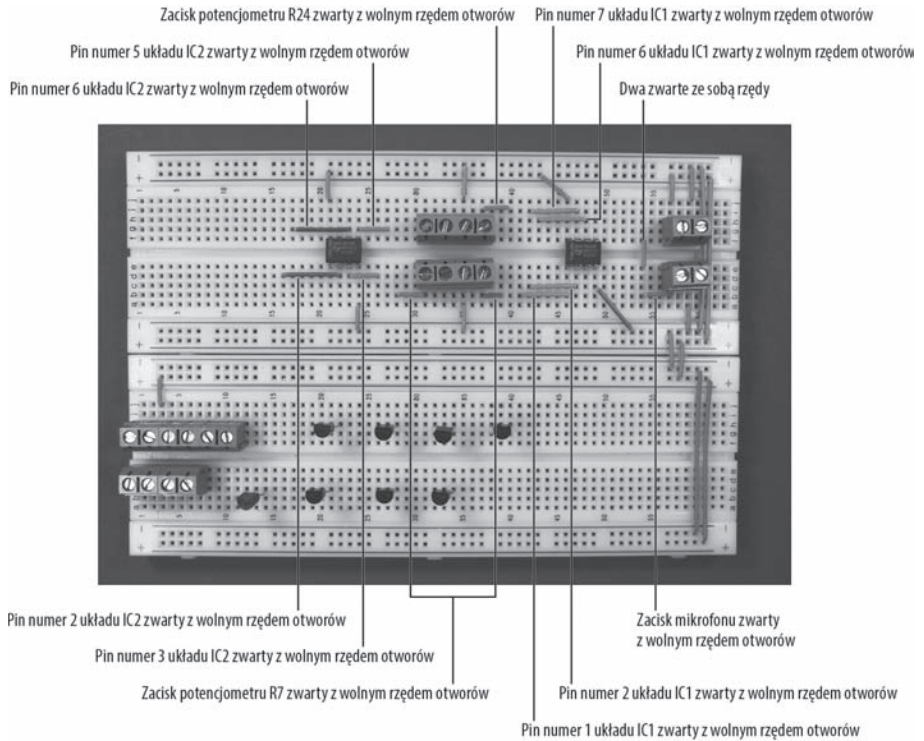 Zacisk potencjometru R24 zwarty z wolnym rzędem otworów
Pin numer 7 układu IC1 zwarty z wolnym rzędem otworów
Pin numer 5 układu IC2 zwarty z wolnym rzędem otworów
Pin numer 6 układu IC1 zwarty z wolnym rzędem otworów
Pin numer 6 układu IC2 zwarty z wolnym rzędem otworów
Dwa zwarte ze sobą rzędy
Pin numer 2 układu IC2 zwarty z wolnym rzędem otworów
Zacisk mikrofonu zwarty
z wolnym rzędem otworów
Pin numer 3 układu IC2 zwarty z wolnym rzędem otworów
Zacisk potencjometru R7 zwarty z wolnym rzędem otworów
Pin numer 2 układu IC1 zwarty z wolnym rzędem otworów
Pin numer 1 układu IC1 zwarty z wolnym rzędem otworów